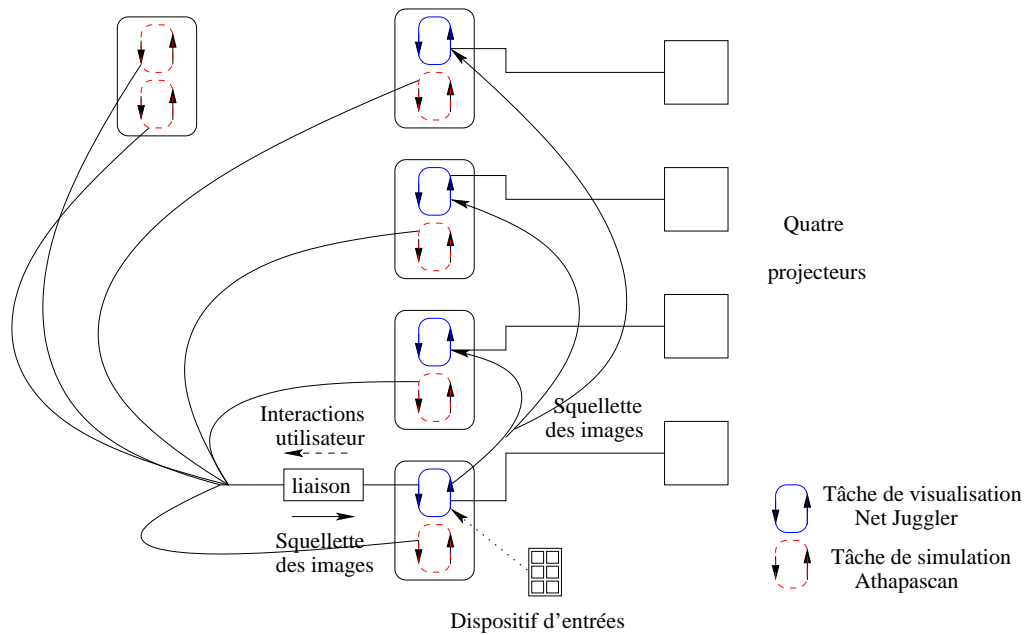 Quatre
projecteurs
Squellette
des images
Interactions
utilisateur
liaison
Squellette
des images
Dispositif d'entrées
Tâche de visualisation
Net Juggler
Tâche de simulation
Athapascan